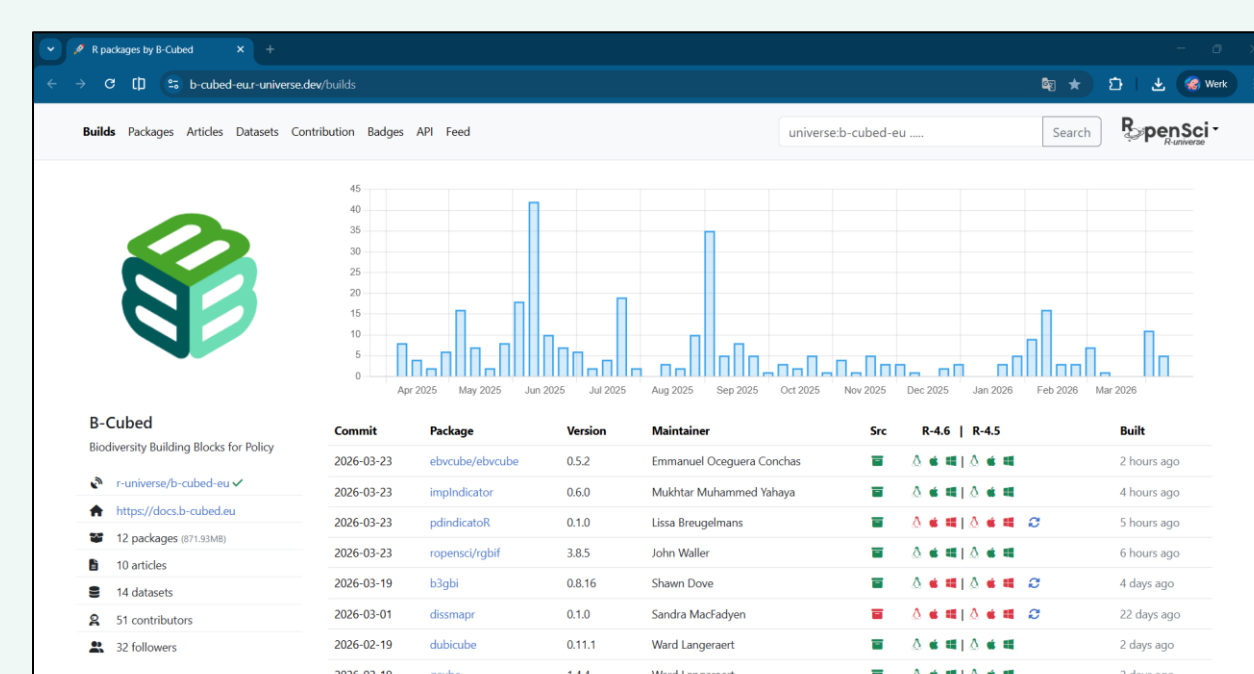 R packages by B-Cubed
b-cubed-eu.r-universe.dev/builds
Werk
Builds Packages Articles Datasets Contribution Badges API Feed
universe:b-cubed-eu .....
Search
ROpenSci
R-universe
45
40
35
30
25
20
15
10
5
0
Apr 2025 May 2025 Jun 2025 Jul 2025 Aug 2025 Sep 2025 Oct 2025 Nov 2025 Dec 2025 Jan 2026 Feb 2026 Mar 2026
B-Cubed
Biodiversity Building Blocks for Policy
r-universe/b-cubed-eu
https://docs.b-cubed.eu
12 packages (871.93MB)
10 articles
14 datasets
51 contributors
32 followers
Commit Package Version Maintainer Src R-4.6 | R-4.5 Built
2026-03-23 ebvcube/ebvcube 0.5.2 Emmanuel Oceguera Conchas | 2 hours ago
2026-03-23 impIndicator 0.6.0 Mukhtar Muhammed Yahaya | 4 hours ago
2026-03-23 pdindicatoR 0.1.0 Lissa Breugelmans | 5 hours ago
2026-03-23 ropensci/rgbif 3.8.5 John Waller | 6 hours ago
2026-03-19 b3gbi 0.8.16 Shawn Dove | 4 days ago
2026-03-01 dissmapr 0.1.0 Sandra MacFadyen | 22 days ago
2026-02-19 dubicube 0.11.1 Ward Langeraert | 2 days ago